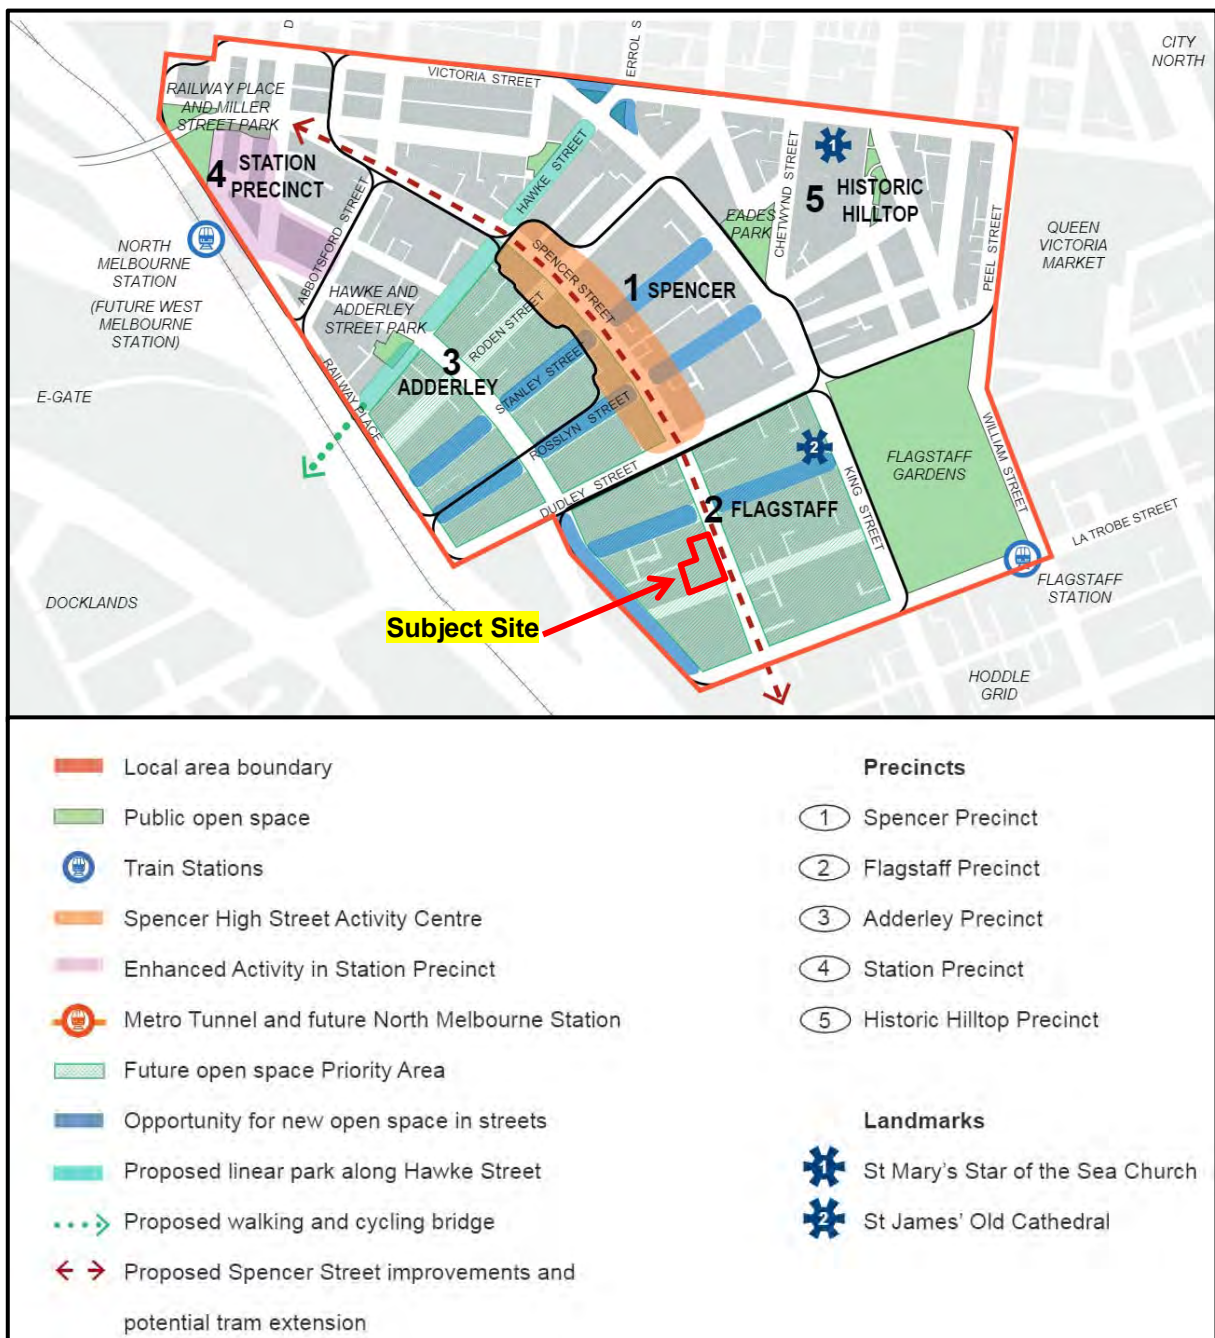 D
ERROL S
CITY
NORTH
VICTORIA STREET
RAILWAY PLACE
AND MILLER
STREET PARK
HAWKE STREET
CHETWYND STREET
1
4 STATION
PRECINCT
5 HISTORIC
HILLTOP
EADES
PARK
PEEL STREET
QUEEN
VICTORIA
MARKET
NORTH
MELBOURNE
STATION
(FUTURE WEST
MELBOURNE
STATION)
ABBOTSFORD STREET
SPENCER STREET
1 SPENCER
HAWKE AND
ADDERLEY
STREET PARK
RODEN STREET
3
ADDERLEY
STANLEY STREET
RAILWAY PLACE
E-GATE
ROSSLYN STREET
2
KING STREET
FLAGSTAFF
GARDENS
WILLIAM STREET
DUDLEY STREET
2 FLAGSTAFF
LA TROBE STREET
FLAGSTAFF
STATION
DOCKLANDS
Subject Site
HODDLE
GRID
Local area boundary
Public open space
Train Stations
Spencer High Street Activity Centre
Enhanced Activity in Station Precinct
Metro Tunnel and future North Melbourne Station
Future open space Priority Area
Opportunity for new open space in streets
Proposed linear park along Hawke Street
Proposed walking and cycling bridge
Proposed Spencer Street improvements and
potential tram extension
Precincts
1 Spencer Precinct
2 Flagstaff Precinct
3 Adderley Precinct
4 Station Precinct
5 Historic Hilltop Precinct
Landmarks
1 St Mary's Star of the Sea Church
2 St James' Old Cathedral